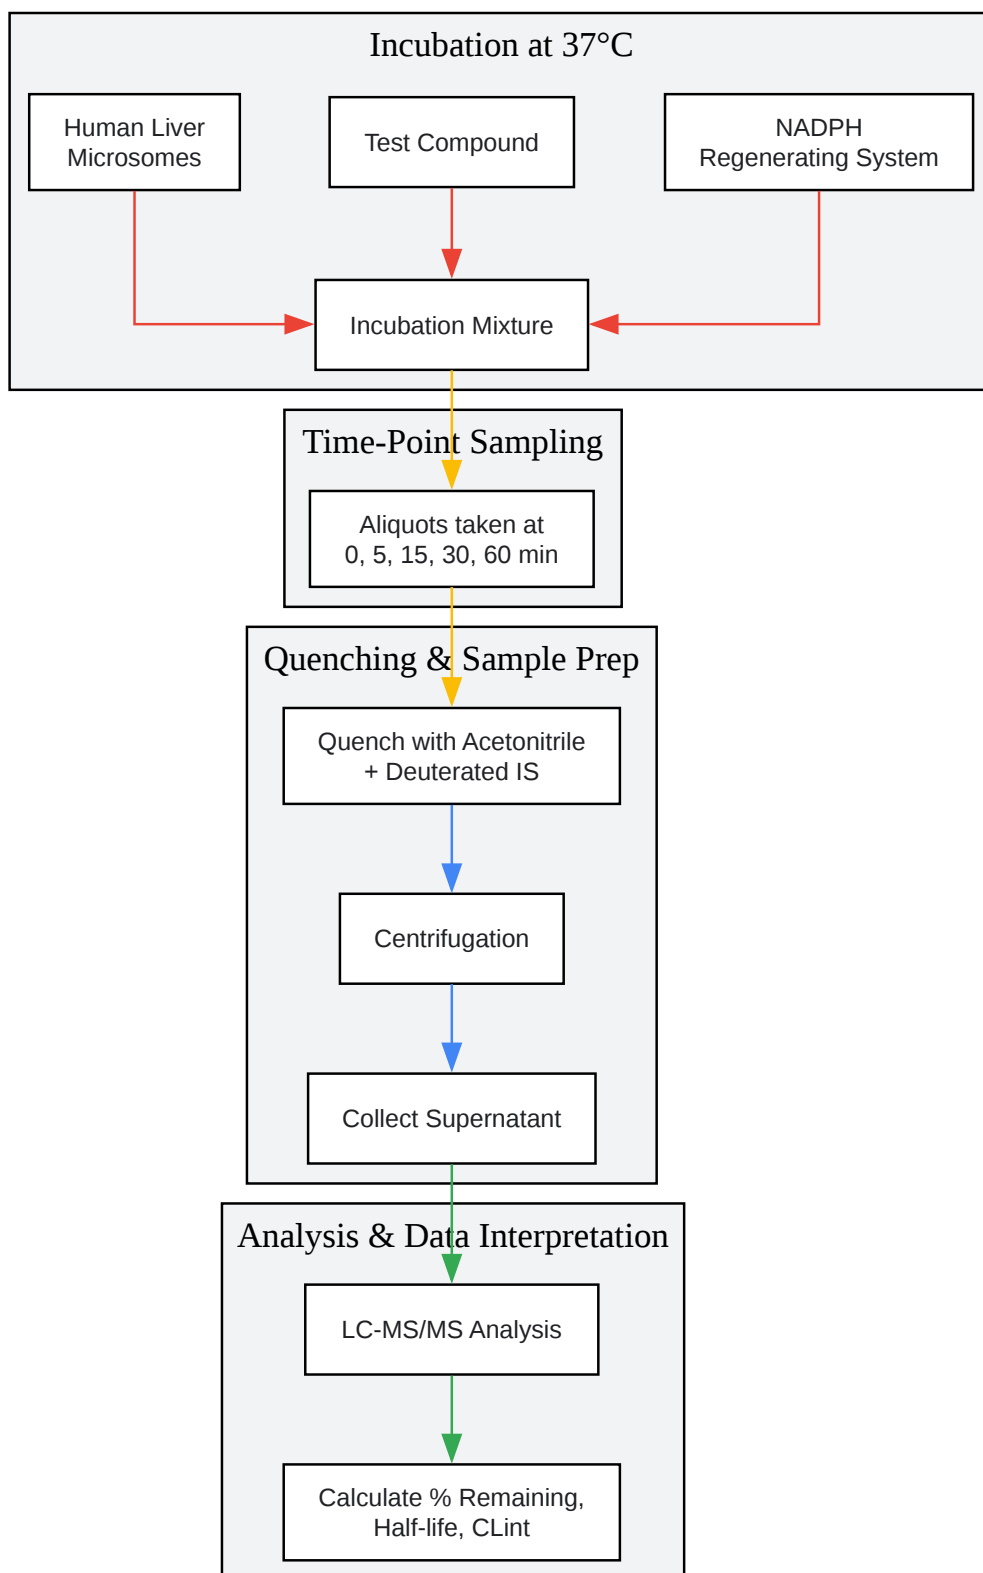 Incubation at 37°C
Human Liver
Microsomes
Test Compound
NADPH
Regenerating System
Incubation Mixture
Time-Point Sampling
Aliquots taken at
0, 5, 15, 30, 60 min
Quenching & Sample Prep
Quench with Acetonitrile
+ Deuterated IS
Centrifugation
Collect Supernatant
Analysis & Data Interpretation
LC-MS/MS Analysis
Calculate % Remaining,
Half-life, CLint